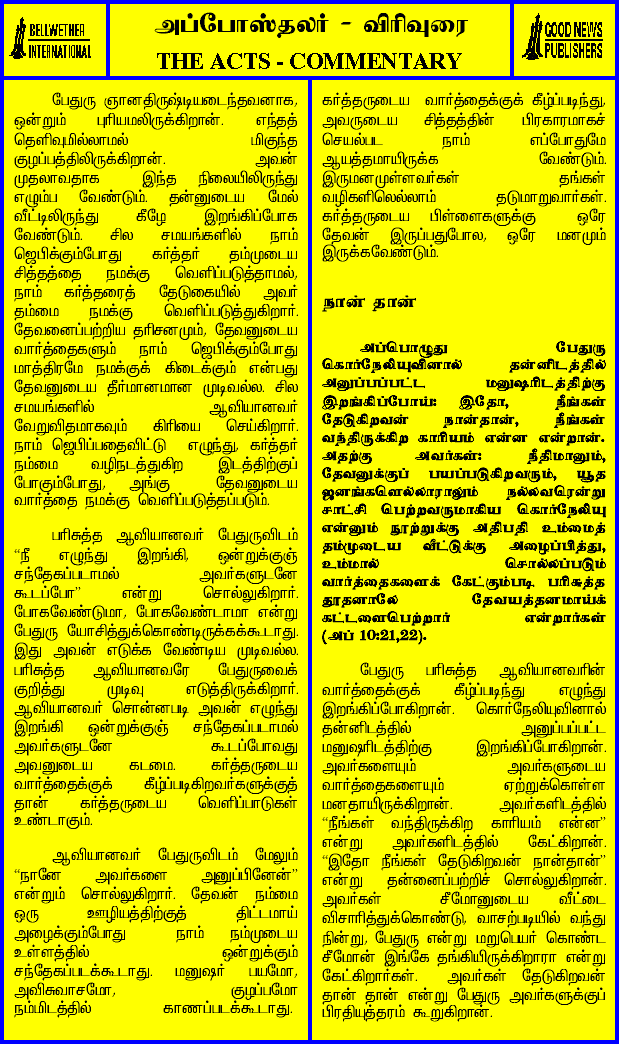 BELLWETHER
INTERNATIONAL
அப்போஸ்தலர் - விரிவுரை
THE ACTS - COMMENTARY
GOOD NEWS
PUBLISHERS
பேதுரு ஞானதிருஷ்டியடைந்தவனாக,
ஒன்றும் புரியமலிருக்கிறான். எந்தத்
தெளிவுமில்லாமல் மிகுந்த
குழப்பத்திலிருக்கிறான். அவன்
முதலாவதாக இந்த நிலையிலிருந்து
எழும்ப வேண்டும். தன்னுடைய மேல்
வீட்டிலிருந்து கீழே இறங்கிப்போக
வேண்டும். சில சமயங்களில் நாம்
ஜெபிக்கும்போது கர்த்தர் தம்முடைய
சித்தத்தை நமக்கு வெளிப்படுத்தாமல்,
நாம் கர்த்தரைத் தேடுகையில் அவர்
தம்மை நமக்கு வெளிப்படுத்துகிறார்.
தேவனைப்பற்றிய தரிசனமும், தேவனுடைய
வார்த்தைகளும் நாம் ஜெபிக்கும்போது
மாத்திரமே நமக்குக் கிடைக்கும் என்பது
தேவனுடைய தீர்மானமான முடிவல்ல. சில
சமயங்களில் ஆவியானவர்
வேறுவிதமாகவும் கிரியை செய்கிறார்.
நாம் ஜெபிப்பதைவிட்டு எழுந்து, கர்த்தர்
நம்மை வழிநடத்துகிற இடத்திற்குப்
போகும்போது, அங்கு தேவனுடைய
வார்த்தை நமக்கு வெளிப்படுத்தப்படும்.
பரிசுத்த ஆவியானவர் பேதுருவிடம்
“நீ எழுந்து இறங்கி, ஒன்றுக்குஞ்
சந்தேகப்படாமல் அவர்களுடனே
கூடப்போ” என்று சொல்லுகிறார்.
போகவேண்டுமா, போகவேண்டாமா என்று
பேதுரு யோசித்துக்கொண்டிருக்கக்கூடாது.
இது அவன் எடுக்க வேண்டிய முடிவல்ல.
பரிசுத்த ஆவியானவரே பேதுருவைக்
குறித்து முடிவு எடுத்திருக்கிறார்.
ஆவியானவர் சொன்னபடி அவன் எழுந்து
இறங்கி ஒன்றுக்குஞ் சந்தேகப்படாமல்
அவர்களுடனே கூடப்போவது
அவனுடைய கடமை. கர்த்தருடைய
வார்த்தைக்குக் கீழ்ப்படிகிறவர்களுக்குத்
தான் கர்த்தருடைய வெளிப்பாடுகள்
உண்டாகும்.
ஆவியானவர் பேதுருவிடம் மேலும்
“நானே அவர்களை அனுப்பினேன்”
என்றும் சொல்லுகிறார். தேவன் நம்மை
ஒரு ஊழியத்திற்குத் திட்டமாய்
அழைக்கும்போது நாம் நம்முடைய
உள்ளத்தில் ஒன்றுக்கும்
சந்தேகப்படக்கூடாது. மனுஷர் பயமோ,
அவிசுவாசமோ, குழப்பமோ
நம்மிடத்தில் காணப்படக்கூடாது.
கர்த்தருடைய வார்த்தைக்குக் கீழ்ப்படிந்து,
அவருடைய சித்தத்தின் பிரகாரமாகச்
செயல்பட நாம் எப்போதுமே
ஆயத்தமாயிருக்க வேண்டும்.
இருமனமுள்ளவர்கள் தங்கள்
வழிகளிலெல்லாம் தடுமாறுவார்கள்.
கர்த்தருடைய பிள்ளைகளுக்கு ஒரே
தேவன் இருப்பதுபோல, ஒரே மனமும்
இருக்கவேண்டும்.
நான் தான்
அப்பொழுது பேதுரு
கொர்நேலியுவினால் தன்னிடத்தில்
அனுப்பப்பட்ட மனுஷரிடத்திற்கு
இறங்கிப்போய்: இதோ, நீங்கள்
தேடுகிறவன் நான்தான், நீங்கள்
வந்திருக்கிற காரியம் என்ன என்றான்.
அதற்கு அவர்கள்: நீதிமானும்,
தேவனுக்குப் பயப்படுகிறவரும், யூத
ஜனங்களெல்லாராலும் நல்லவரென்று
சாட்சி பெற்றவருமாகிய கொர்நேலியு
என்னும் நூற்றுக்கு அதிபதி உம்மைத்
தம்முடைய வீட்டுக்கு அழைப்பித்து,
உம்மால் சொல்லப்படும்
வார்த்தைகளைக் கேட்கும்படி பரிசுத்த
தூதனாலே தேவயத்தனமாய்க்
கட்டளைபெற்றார் என்றார்கள்
(அப் 10:21,22).
பேதுரு பரிசுத்த ஆவியானவரின்
வார்த்தைக்குக் கீழ்ப்படிந்து எழுந்து
இறங்கிப்போகிறான். கொர்நேலியுவினால்
தன்னிடத்தில் அனுப்பப்பட்ட
மனுஷரிடத்திற்கு இறங்கிப்போகிறான்.
அவர்களையும் அவர்களுடைய
வார்த்தைகளையும் ஏற்றுக்கொள்ள
மனதாயிருக்கிறான். அவர்களிடத்தில்
“நீங்கள் வந்திருக்கிற காரியம் என்ன”
என்று அவர்களிடத்தில் கேட்கிறான்.
“இதோ நீங்கள் தேடுகிறவன் நான்தான்”
என்று தன்னைப்பற்றிச் சொல்லுகிறான்.
அவர்கள் சீமோனுடைய வீட்டை
விசாரித்துக்கொண்டு, வாசற்படியில் வந்து
நின்று, பேதுரு என்று மறுபெயர் கொண்ட
சீமோன் இங்கே தங்கியிருக்கிறாரா என்று
கேட்கிறார்கள். அவர்கள் தேடுகிறவன்
தான் தான் என்று பேதுரு அவர்களுக்குப்
பிரதியுத்தரம் கூறுகிறான்.